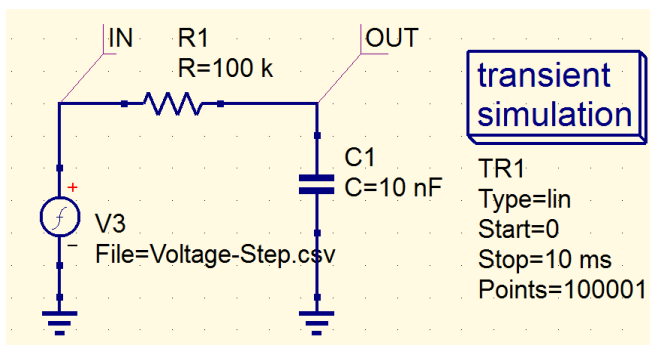 IN
R1
R=100 k
OUT
transient
simulation
C1
C=10 nF
+
f
V3
−
File=Voltage-Step.csv
TR1
Type=lin
Start=0
Stop=10 ms
Points=100001